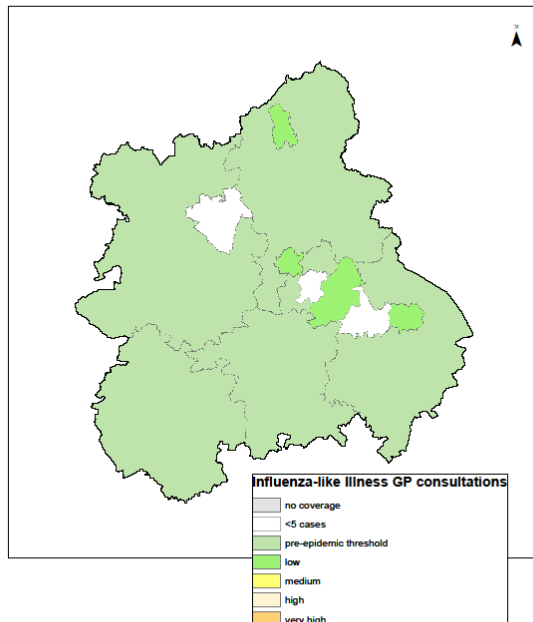 N
Influenza-like Illness GP consultations
no coverage
<5 cases
pre-epidemic threshold
low
medium
high
very high